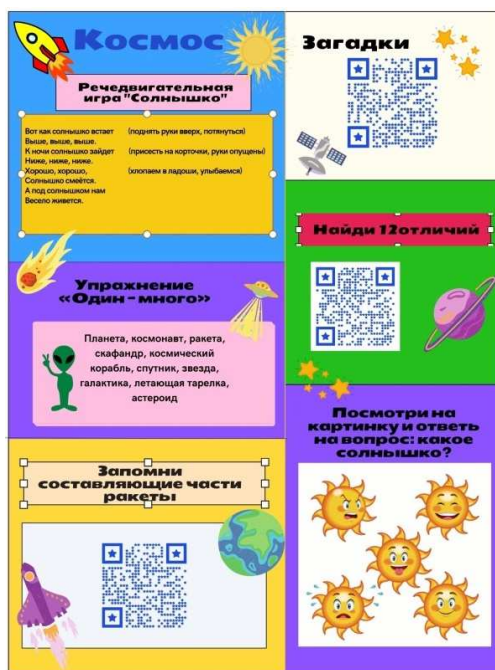 Космос
Речедвигательная
игра "Солнышко"
Вот как солнышко встает (поднять руки вверх, потянуться)
Выше, выше, выше.
К ночи солнышко зайдет (присесть на корточки, руки опущены)
Ниже, ниже, ниже.
Хорошо, хорошо, (хлопаем в ладоши, улыбаемся)
Солнышко смеётся.
А под солнышком нам
Весело живется.
Упражнение
«Один – много»
Планета, космонавт, ракета,
скафандр, космический
корабль, спутник, звезда,
галактика, летающая тарелка,
астероид
Запомни
составляющие части
ракеты
Загадки
Найди 12отличий
Посмотри на
картинку и ответь
на вопрос: какое
солнышко?